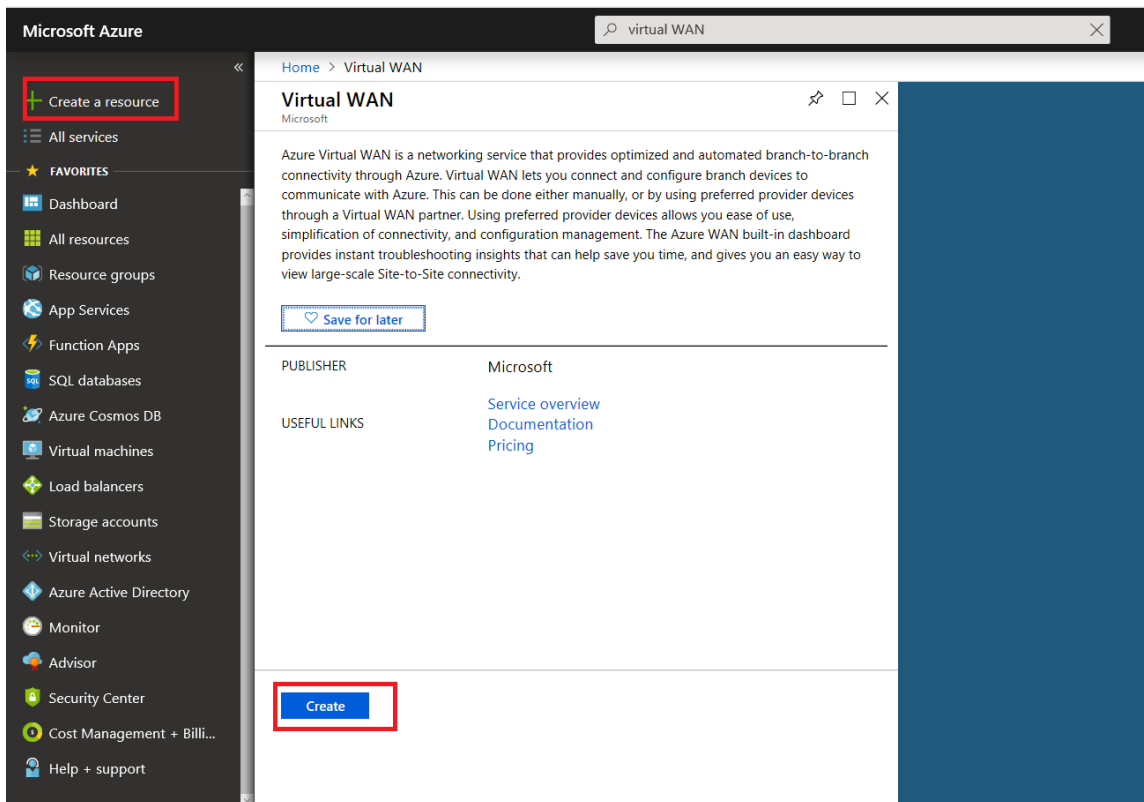 Microsoft Azure
virtual WAN
Create a resource
All services
FAVORITES
Dashboard
All resources
Resource groups
App Services
Function Apps
SQL databases
Azure Cosmos DB
Virtual machines
Load balancers
Storage accounts
Virtual networks
Azure Active Directory
Monitor
Advisor
Security Center
Cost Management + Billi...
Help + support
Home > Virtual WAN
Virtual WAN
Microsoft
Azure Virtual WAN is a networking service that provides optimized and automated branch-to-branch
connectivity through Azure. Virtual WAN lets you connect and configure branch devices to
communicate with Azure. This can be done either manually, or by using preferred provider devices
through a Virtual WAN partner. Using preferred provider devices allows you ease of use,
simplification of connectivity, and configuration management. The Azure WAN built-in dashboard
provides instant troubleshooting insights that can help save you time, and gives you an easy way to
view large-scale Site-to-Site connectivity.
Save for later
PUBLISHER Microsoft
USEFUL LINKS
Service overview
Documentation
Pricing
Create